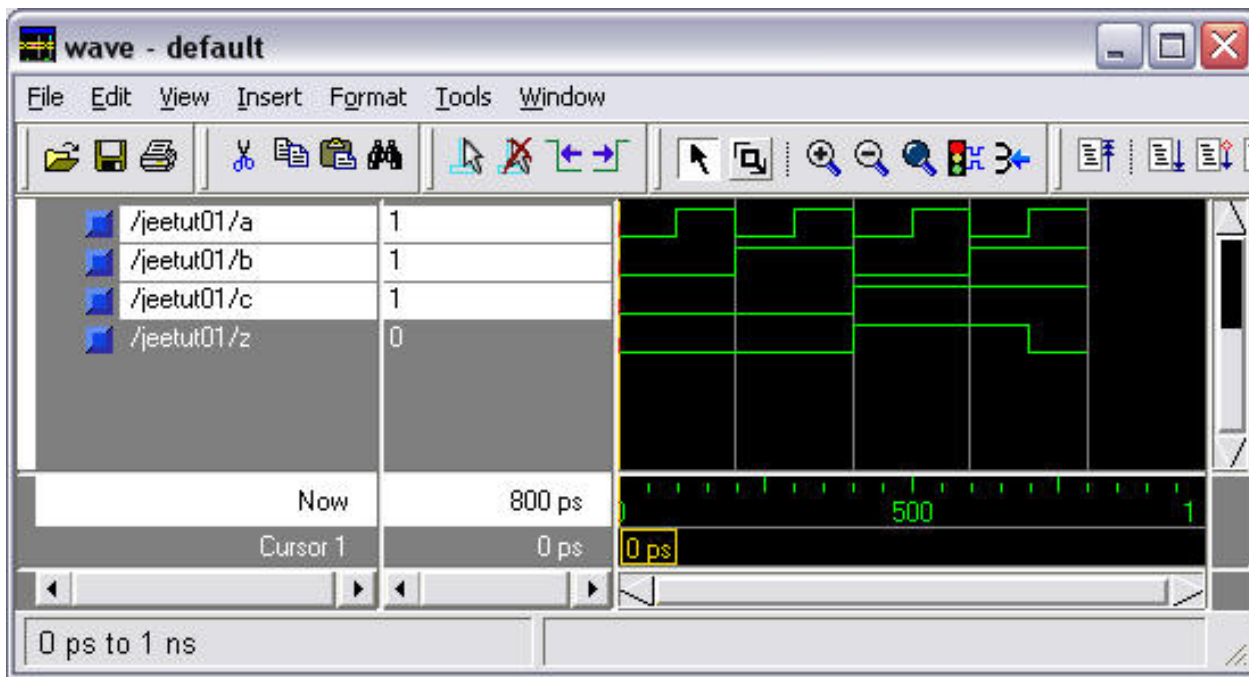 wave - default
File Edit View Insert Format Tools Window
/jeetut01/a 1
/jeetut01/b 1
/jeetut01/c 1
/jeetut01/z 0
Now 800 ps 0 500 1
Cursor 1 0 ps 0 ps
0 ps to 1 ns